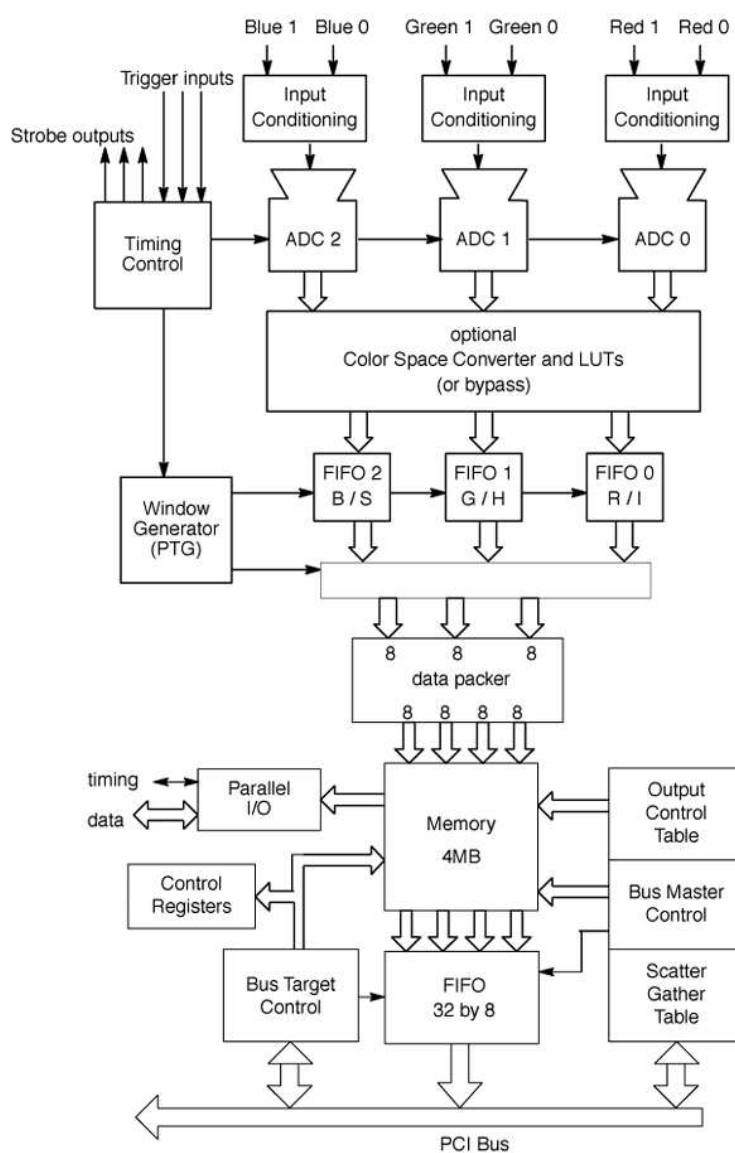 Blue 1 Blue 0 Green 1 Green 0 Red 1 Red 0
Trigger inputs
Strobe outputs
Input
Conditioning
Input
Conditioning
Input
Conditioning
Timing
Control
ADC 2
ADC 1
ADC 0
optional
Color Space Converter and LUTs
(or bypass)
Window
Generator
(PTG)
FIFO 2
B / S
FIFO 1
G / H
FIFO 0
R / I
8 8 8
data packer
8 8 8 8
timing
data
Parallel
I/O
Memory
4MB
Output
Control
Table
Control
Registers
Bus Master
Control
Bus Target
Control
FIFO
32 by 8
Scatter
Gather
Table
PCI Bus